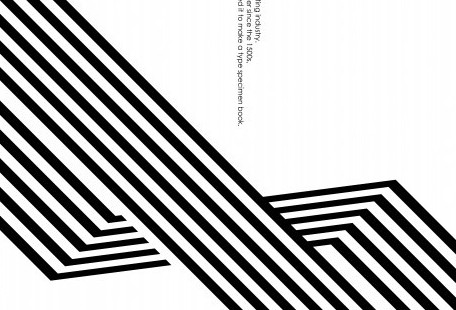 ting industry.
er since the 1500s,
d it to make a type specimen book.